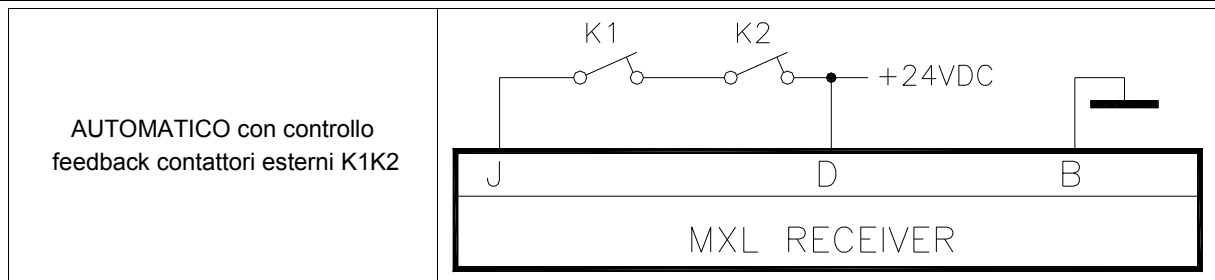 AUTOMATICO con controllo
feedback contattori esterni K1K2
K1 K2
+24VDC
J D B
MXL RECEIVER